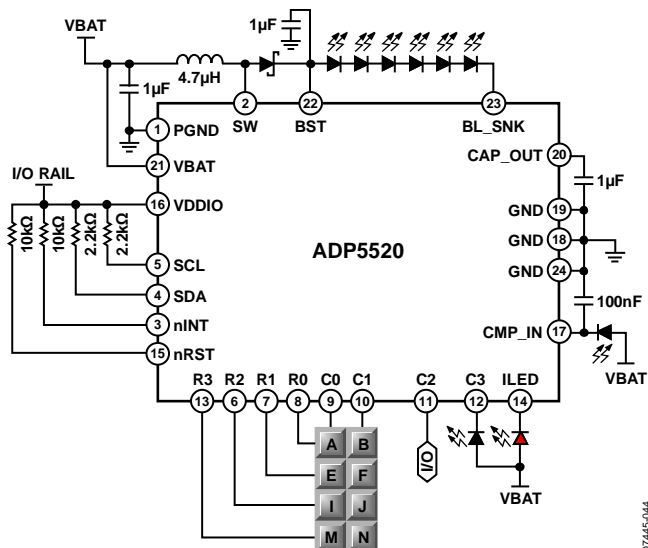 1µF
VBAT
4.7µH
1µF
2
22
23
SW
BST
BL_SNK
1
PGND
CAP_OUT
20
21
VBAT
1µF
I/O RAIL
16
VDDIO
GND
19
10kΩ
10kΩ
2.2kΩ
2.2kΩ
ADP5520
GND
18
5
SCL
GND
24
4
SDA
100nF
3
nINT
CMP_IN
17
15
nRST
VBAT
R3
R2
R1
R0
C0
C1
C2
C3
ILED
13
6
7
8
9
10
11
12
14
A
B
I/O
E
F
I
J
VBAT
M
N